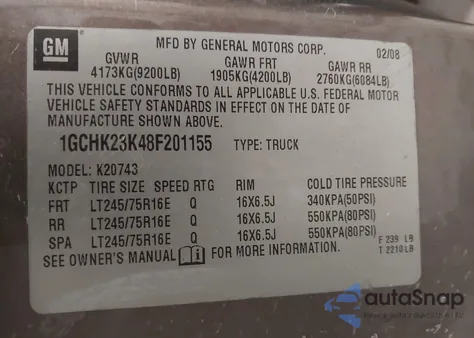 GM
MFD BY GENERAL MOTORS CORP.
02/08
GVWR GAWR FRT GAWR RR
4173KG(9200LB) 1905KG(4200LB) 2760KG(6084LB)
THIS VEHICLE CONFORMS TO ALL APPLICABLE U.S. FEDERAL MOTOR
VEHICLE SAFETY STANDARDS IN EFFECT ON THE DATE OF
MANUFACTURE SHOWN ABOVE.
1GCHK23K48F201155 TYPE: TRUCK
MODEL: K20743
KCTP TIRE SIZE SPEED RTG RIM COLD TIRE PRESSURE
FRT LT245/75R16E Q 16X6.5J 340KPA(50PSI)
RR LT245/75R16E Q 16X6.5J 550KPA(80PSI)
SPA LT245/75R16E Q 16X6.5J 550KPA(80PSI)
SEE OWNER'S MANUAL FOR MORE INFORMATION.
F 239 LB
T 2210LB
autoSnap